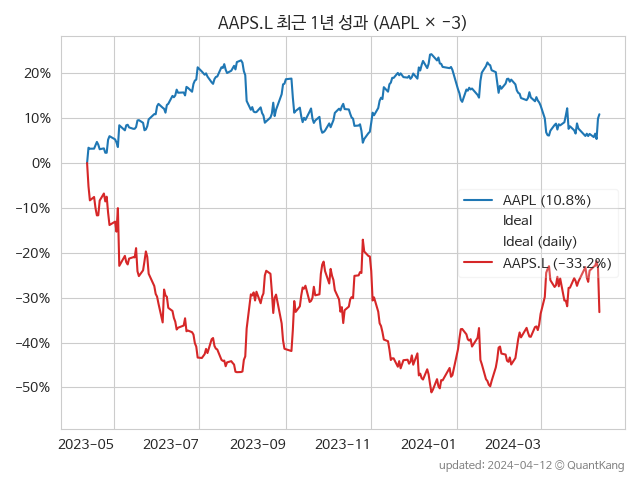 AAPS.L 최근 1년 성과 (AAPL × −3)
20%
10%
0%
−10%
−20%
−30%
−40%
−50%
AAPL (10.8%)
Ideal
Ideal (daily)
AAPS.L (−33.2%)
2023−05
2023−07
2023−09
2023−11
2024−01
2024−03
updated: 2024−04−12 © QuantKang